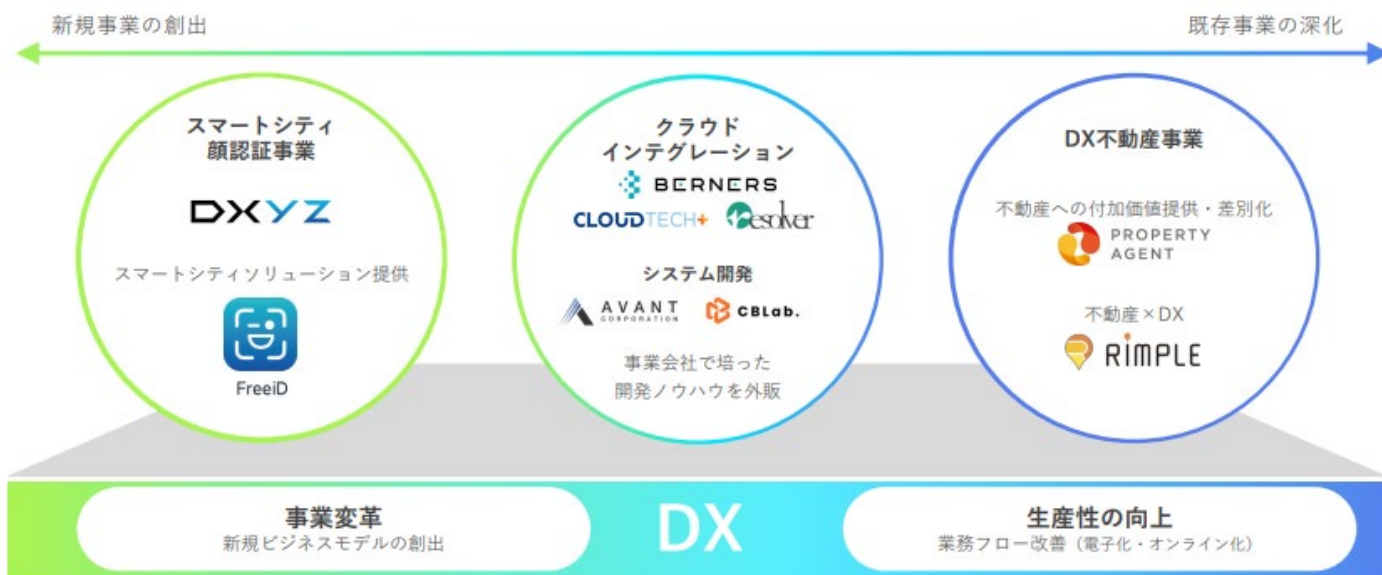 新規事業の創出
既存事業の深化
スマートシティ
顔認証事業
DXYZ
スマートシティソリューション提供
FreeiD
クラウド
インテグレーション
BERNERS
CLOUDTECH+
resolver
システム開発
AVANT
CORPORATION
CBLab.
事業会社で培った
開発ノウハウを外販
DX不動産事業
不動産への付加価値提供・差別化
PROPERTY
AGENT
不動産×DX
RiMPLE
事業変革
新規ビジネスモデルの創出
DX
生産性の向上
業務フロー改善（電子化・オンライン化）